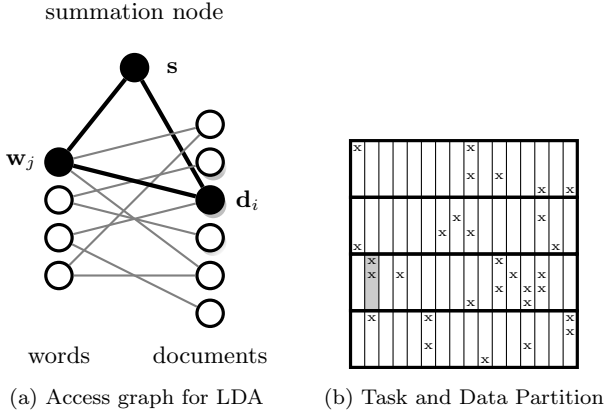 summation node
s
w_j
d_i
words documents
(a) Access graph for LDA
x x
x x
x x
x x
x x x
x x
x x
x x x x x
x x x
x x
x x x
x
x x
x
(b) Task and Data Partition